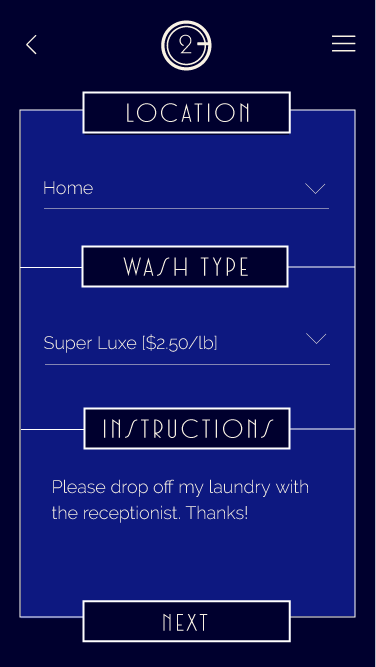 2
LOCATION
Home
WASH TYPE
Super Luxe [$2.50/lb]
INSTRUCTIONS
Please drop off my laundry with
the receptionist. Thanks!
NEXT